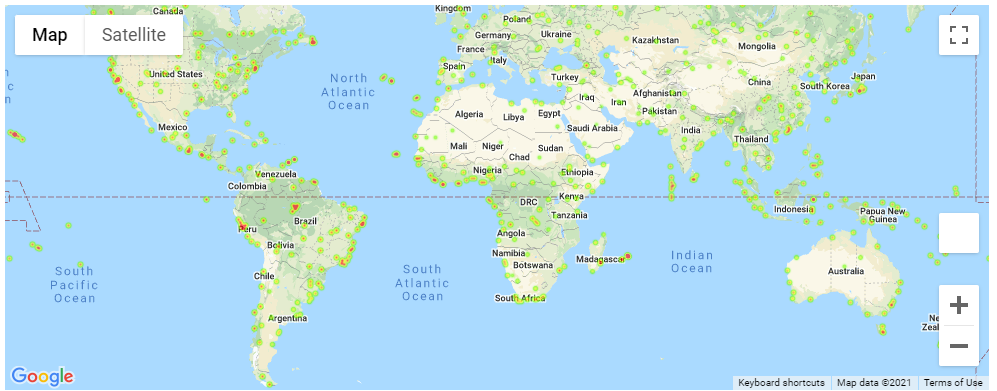 Map
Satellite
Canada
Kingdom
Poland
Germany
Ukraine
Kazakhstan
Mongolia
France
Italy
Spain
Turkey
United States
North
Atlantic
Ocean
China
Japan
South Korea
Afghanistan
Iraq
Iran
Pakistan
Algeria
Libya
Egypt
Saudi Arabia
India
Mexico
Mali
Niger
Chad
Sudan
Thailand
Venezuela
Nigeria
Ethiopia
Colombia
Kenya
DRC
Indonesia
Papua New
Guinea
Brazil
Tanzania
Peru
Angola
Bolivia
Namibia
Madagascar
Botswana
Indian
Ocean
Australia
South
Pacific
Ocean
Chile
South
Atlantic
Ocean
South Africa
Argentina
Ne
Zeal
Google
Keyboard shortcuts
Map data ©2021
Terms of Use